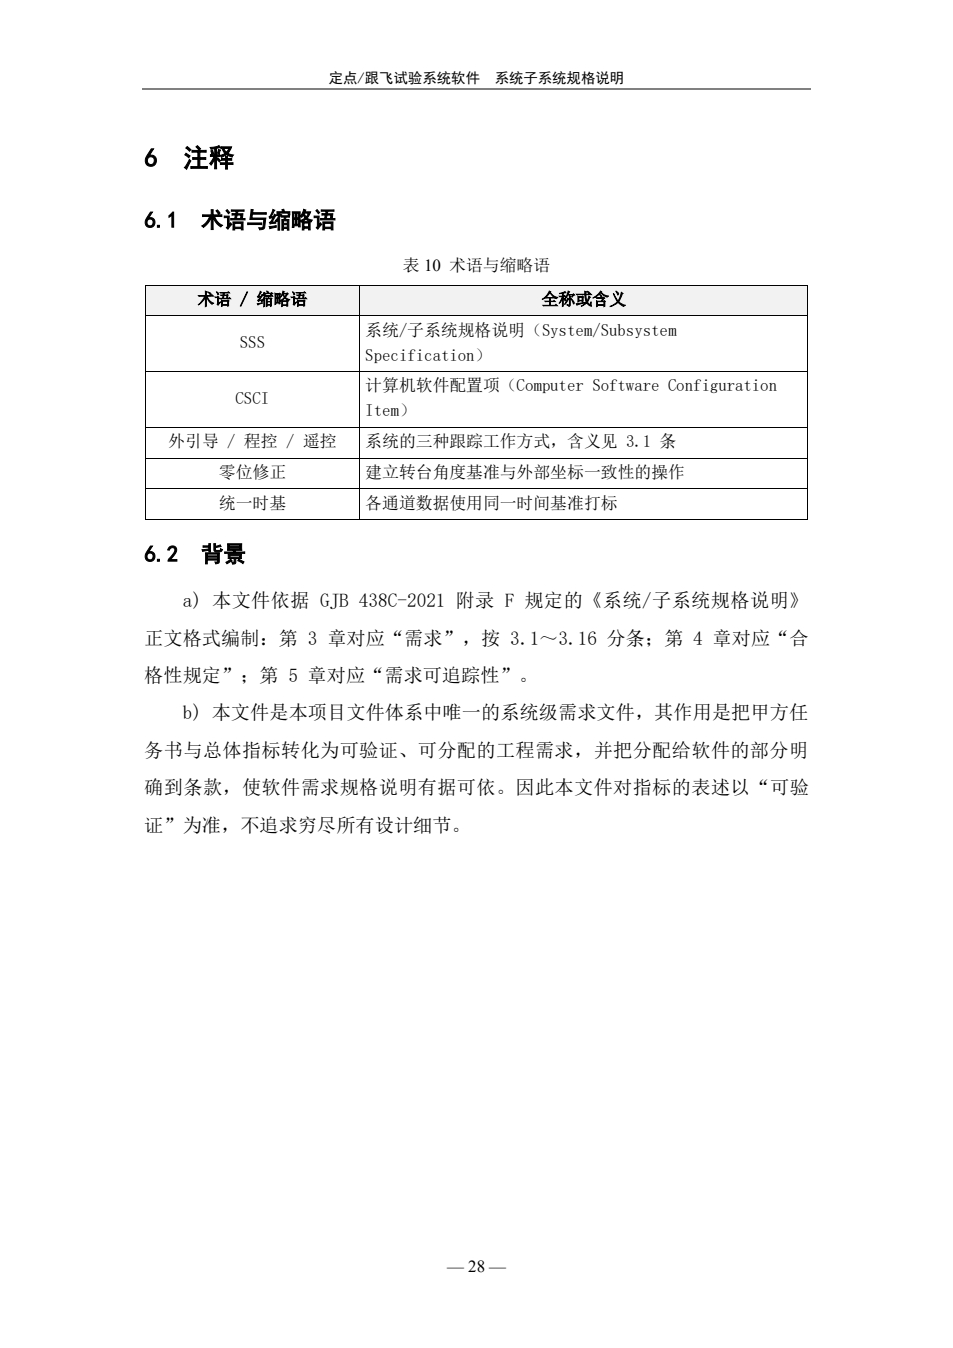 定点/跟飞试验系统软件　系统子系统规格说明
6　注释
6.1　术语与缩略语
表 10 术语与缩略语
术语 / 缩略语　全称或含义
SSS　系统/子系统规格说明（System/Subsystem
Specification）
CSCI　计算机软件配置项（Computer Software Configuration
Item）
外引导 / 程控 / 遥控　系统的三种跟踪工作方式，含义见 3.1 条
零位修正　建立转台角度基准与外部坐标一致性的操作
统一时基　各通道数据使用同一时间基准打标
6.2　背景
a) 本文件依据 GJB 438C-2021 附录 F 规定的《系统/子系统规格说明》
正文格式编制：第 3 章对应“需求”，按 3.1～3.16 分条；第 4 章对应“合
格性规定”；第 5 章对应“需求可追踪性”。
b) 本文件是本项目文件体系中唯一的系统级需求文件，其作用是把甲方任
务书与总体指标转化为可验证、可分配的工程需求，并把分配给软件的部分明
确到条款，使软件需求规格说明有据可依。因此本文件对指标的表述以“可验
证”为准，不追求穷尽所有设计细节。
— 28 —